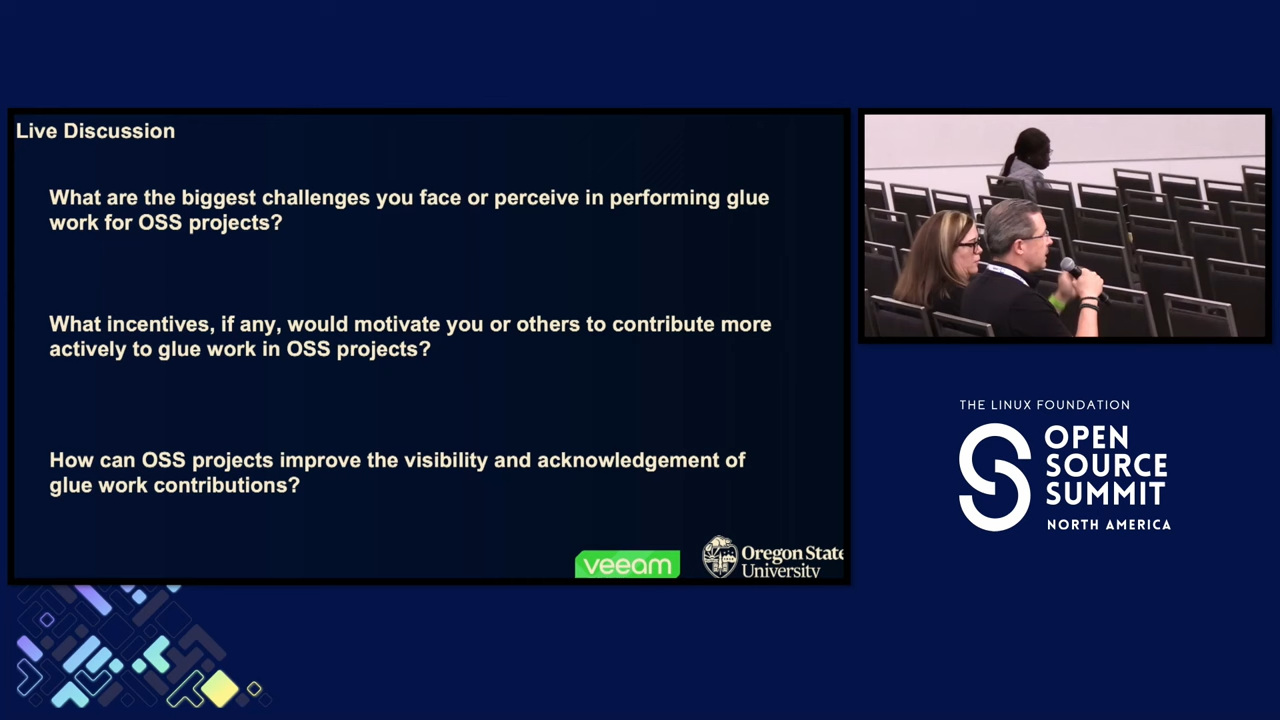 Live Discussion
What are the biggest challenges you face or perceive in performing glue
work for OSS projects?
What incentives, if any, would motivate you or others to contribute more
actively to glue work in OSS projects?
How can OSS projects improve the visibility and acknowledgement of
glue work contributions?
veeam
Oregon State
University
THE LINUX FOUNDATION
OPEN
SOURCE
SUMMIT
NORTH AMERICA